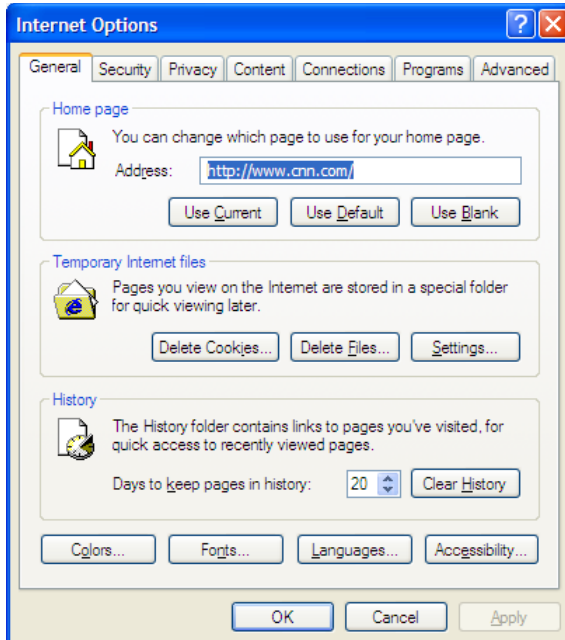 Internet Options
General Security Privacy Content Connections Programs Advanced
Home page
You can change which page to use for your home page.
Address: http://www.cnn.com/
Use Current Use Default Use Blank
Temporary Internet files
Pages you view on the Internet are stored in a special folder
for quick viewing later.
Delete Cookies... Delete Files... Settings...
History
The History folder contains links to pages you've visited, for
quick access to recently viewed pages.
Days to keep pages in history: 20 Clear History
Colors... Fonts... Languages... Accessibility...
OK Cancel Apply